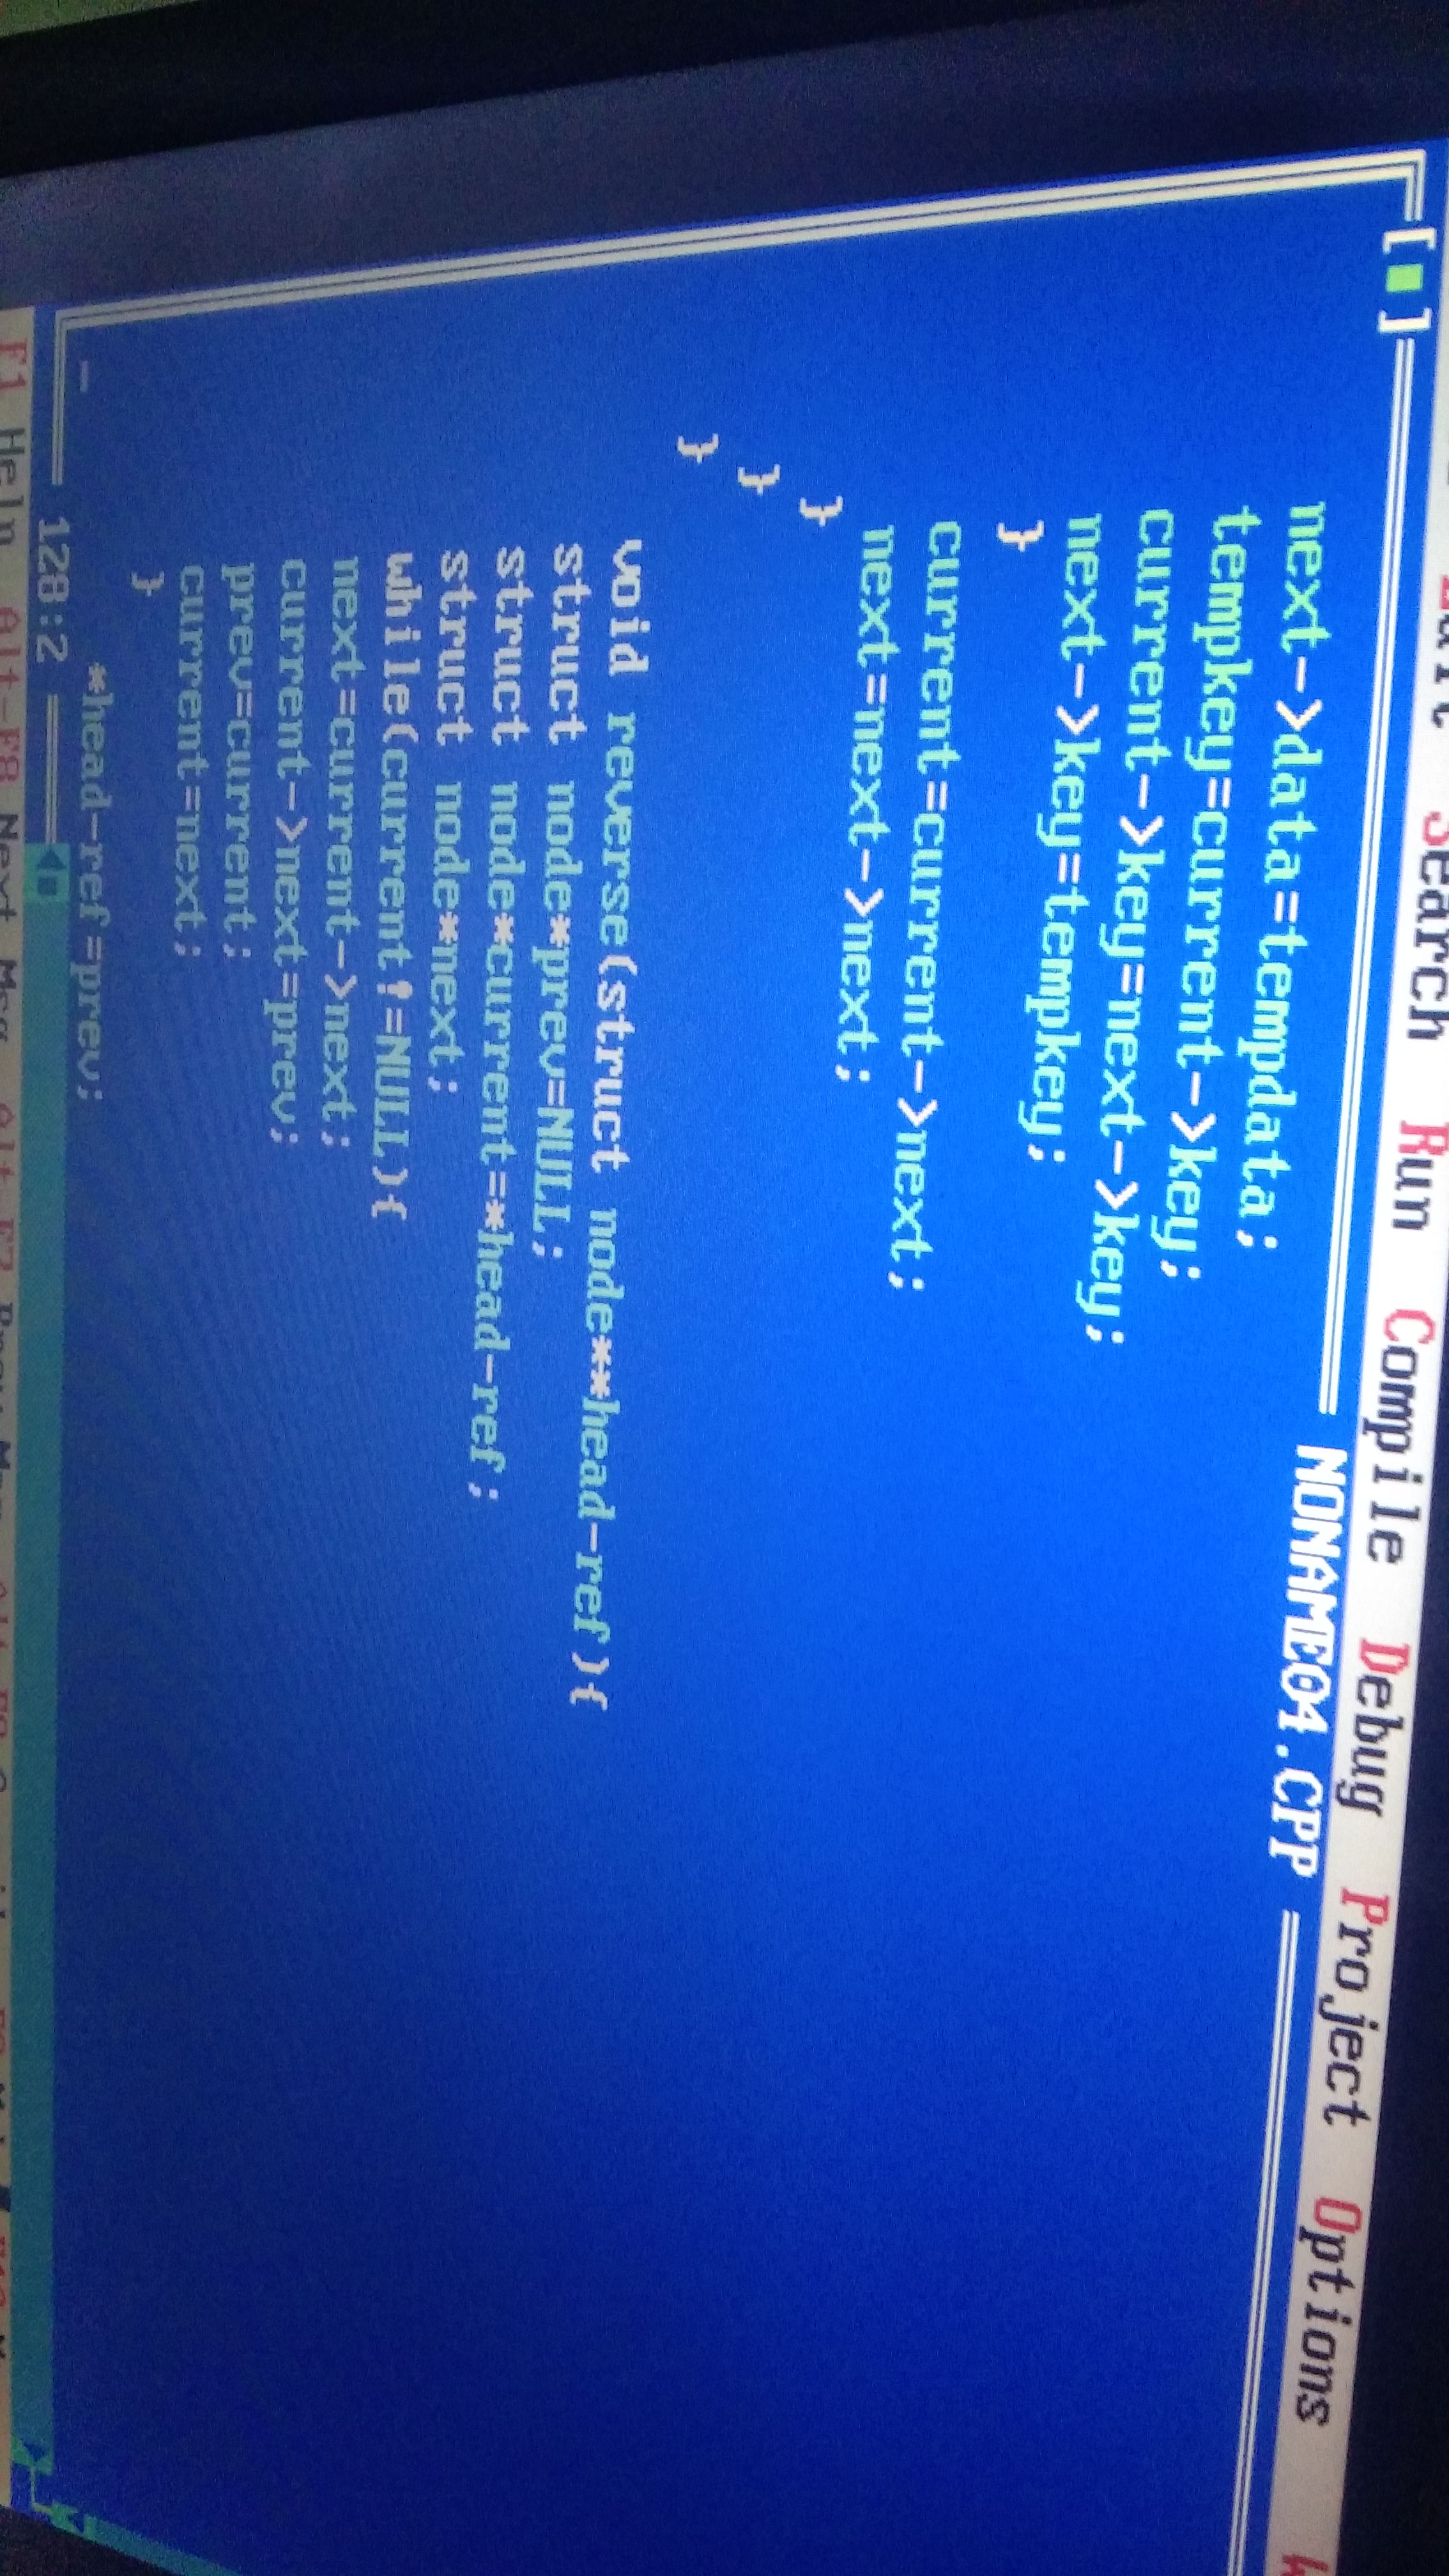 Search Run Compile Debug Project Options
[■] NONAME04.CPP
next->data=tempdata;
tempkey=current->key;
current->key=next->key;
next->key=tempkey;
}
current=current->next;
next=next->next;
}
}
}
void reverse(struct node**head-ref){
struct node*prev=NULL;
struct node*current=*head-ref;
struct node*next;
while(current!=NULL){
next=current->next;
current->next=prev;
prev=current;
current=next;
}
*head-ref=prev;
128:2
F1 Help Alt-F8 Next Msg Alt-F7 Prev Msg